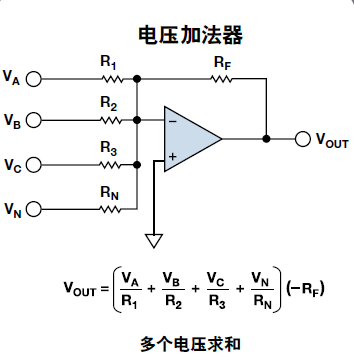 电压加法器
R1 RF
VA
R2
VB
R3
VC
RN
VN
−
+
VOUT
VOUT = (VA/R1 + VB/R2 + VC/R3 + VN/RN) (−RF)
多个电压求和